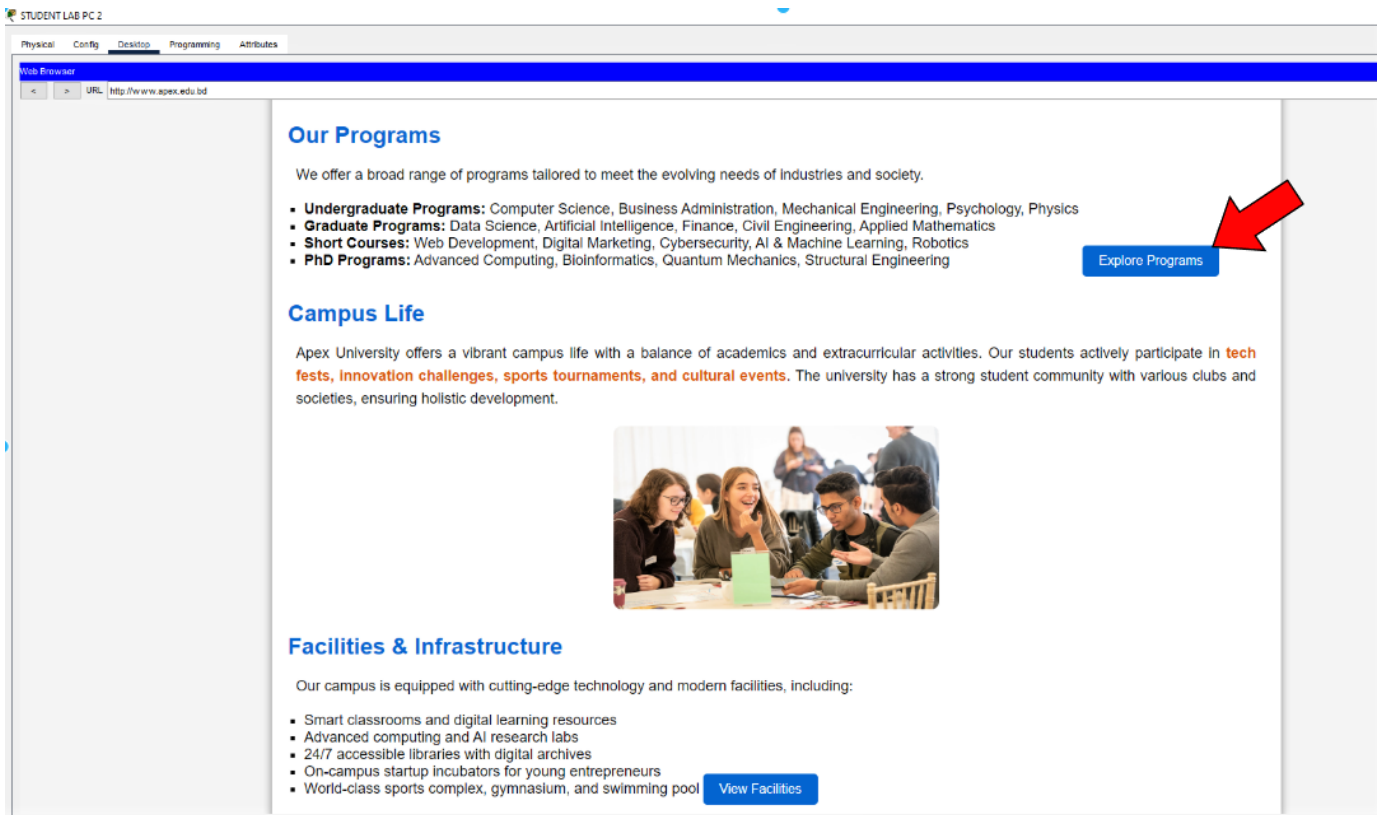 STUDENT LAB PC 2
Physical Config Desktop Programming Attributes
Web Browser
< > URL http://www.apex.edu.bd
Our Programs
We offer a broad range of programs tailored to meet the evolving needs of industries and society.
▪ Undergraduate Programs: Computer Science, Business Administration, Mechanical Engineering, Psychology, Physics
▪ Graduate Programs: Data Science, Artificial Intelligence, Finance, Civil Engineering, Applied Mathematics
▪ Short Courses: Web Development, Digital Marketing, Cybersecurity, AI & Machine Learning, Robotics
▪ PhD Programs: Advanced Computing, Bioinformatics, Quantum Mechanics, Structural Engineering
Explore Programs
Campus Life
Apex University offers a vibrant campus life with a balance of academics and extracurricular activities. Our students actively participate in tech
fests, innovation challenges, sports tournaments, and cultural events. The university has a strong student community with various clubs and
societies, ensuring holistic development.
Facilities & Infrastructure
Our campus is equipped with cutting-edge technology and modern facilities, including:
▪ Smart classrooms and digital learning resources
▪ Advanced computing and AI research labs
▪ 24/7 accessible libraries with digital archives
▪ On-campus startup incubators for young entrepreneurs
▪ World-class sports complex, gymnasium, and swimming pool View Facilities